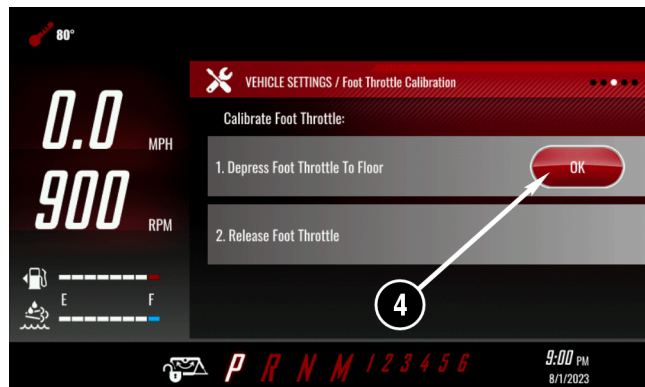 80°
VEHICLE SETTINGS / Foot Throttle Calibration
Calibrate Foot Throttle:
0.0 MPH
1. Depress Foot Throttle To Floor
OK
900 RPM
2. Release Foot Throttle
E F
4
P R N M 1 2 3 4 5 6
9:00 PM
8/1/2023